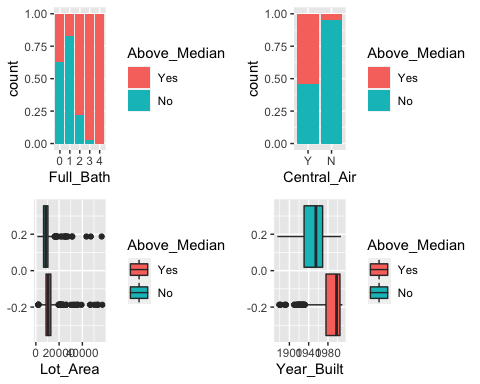 1.00
0.75
0.50
0.25
0.00
count
0 1 2 3 4
Full_Bath
Above_Median
Yes
No
1.00
0.75
0.50
0.25
0.00
count
Y N
Central_Air
Above_Median
Yes
No
0.2
0.0
-0.2
0 20000 40000
Lot_Area
Above_Median
Yes
No
0.2
0.0
-0.2
1900 1940 1980
Year_Built
Above_Median
Yes
No